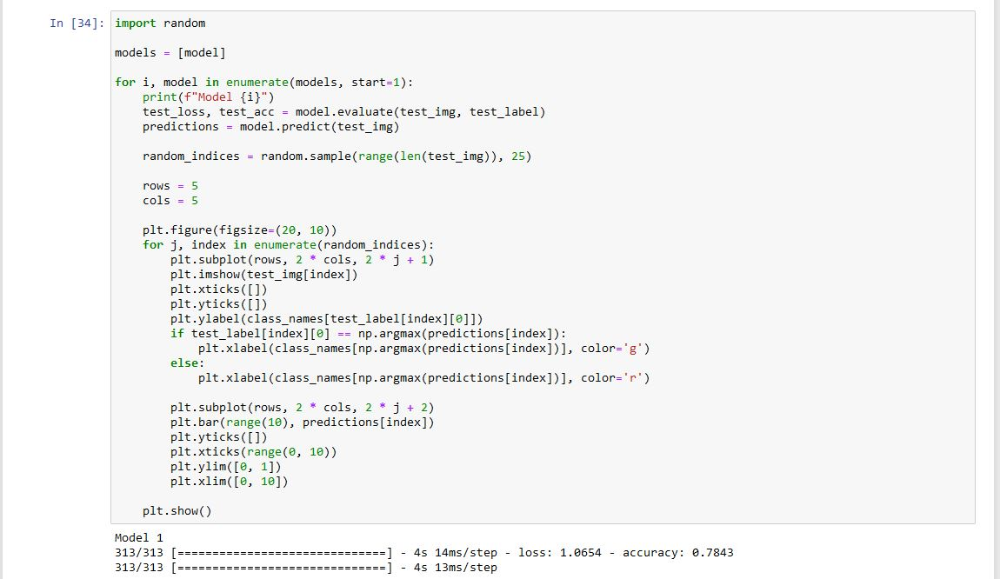 In [34]: import random
models = [model]
for i, model in enumerate(models, start=1):
    print(f"Model {i}")
    test_loss, test_acc = model.evaluate(test_img, test_label)
    predictions = model.predict(test_img)
    random_indices = random.sample(range(len(test_img)), 25)
    rows = 5
    cols = 5
    plt.figure(figsize=(20, 10))
    for j, index in enumerate(random_indices):
        plt.subplot(rows, 2 * cols, 2 * j + 1)
        plt.imshow(test_img[index])
        plt.xticks([])
        plt.yticks([])
        plt.ylabel(class_names[test_label[index][0]])
        if test_label[index][0] == np.argmax(predictions[index]):
            plt.xlabel(class_names[np.argmax(predictions[index])], color='g')
        else:
            plt.xlabel(class_names[np.argmax(predictions[index])], color='r')
        plt.subplot(rows, 2 * cols, 2 * j + 2)
        plt.bar(range(10), predictions[index])
        plt.yticks([])
        plt.xticks(range(0, 10))
        plt.ylim([0, 1])
        plt.xlim([0, 10])
    plt.show()
Model 1
313/313 [==============================] - 4s 14ms/step - loss: 1.0654 - accuracy: 0.7843
313/313 [==============================] - 4s 13ms/step